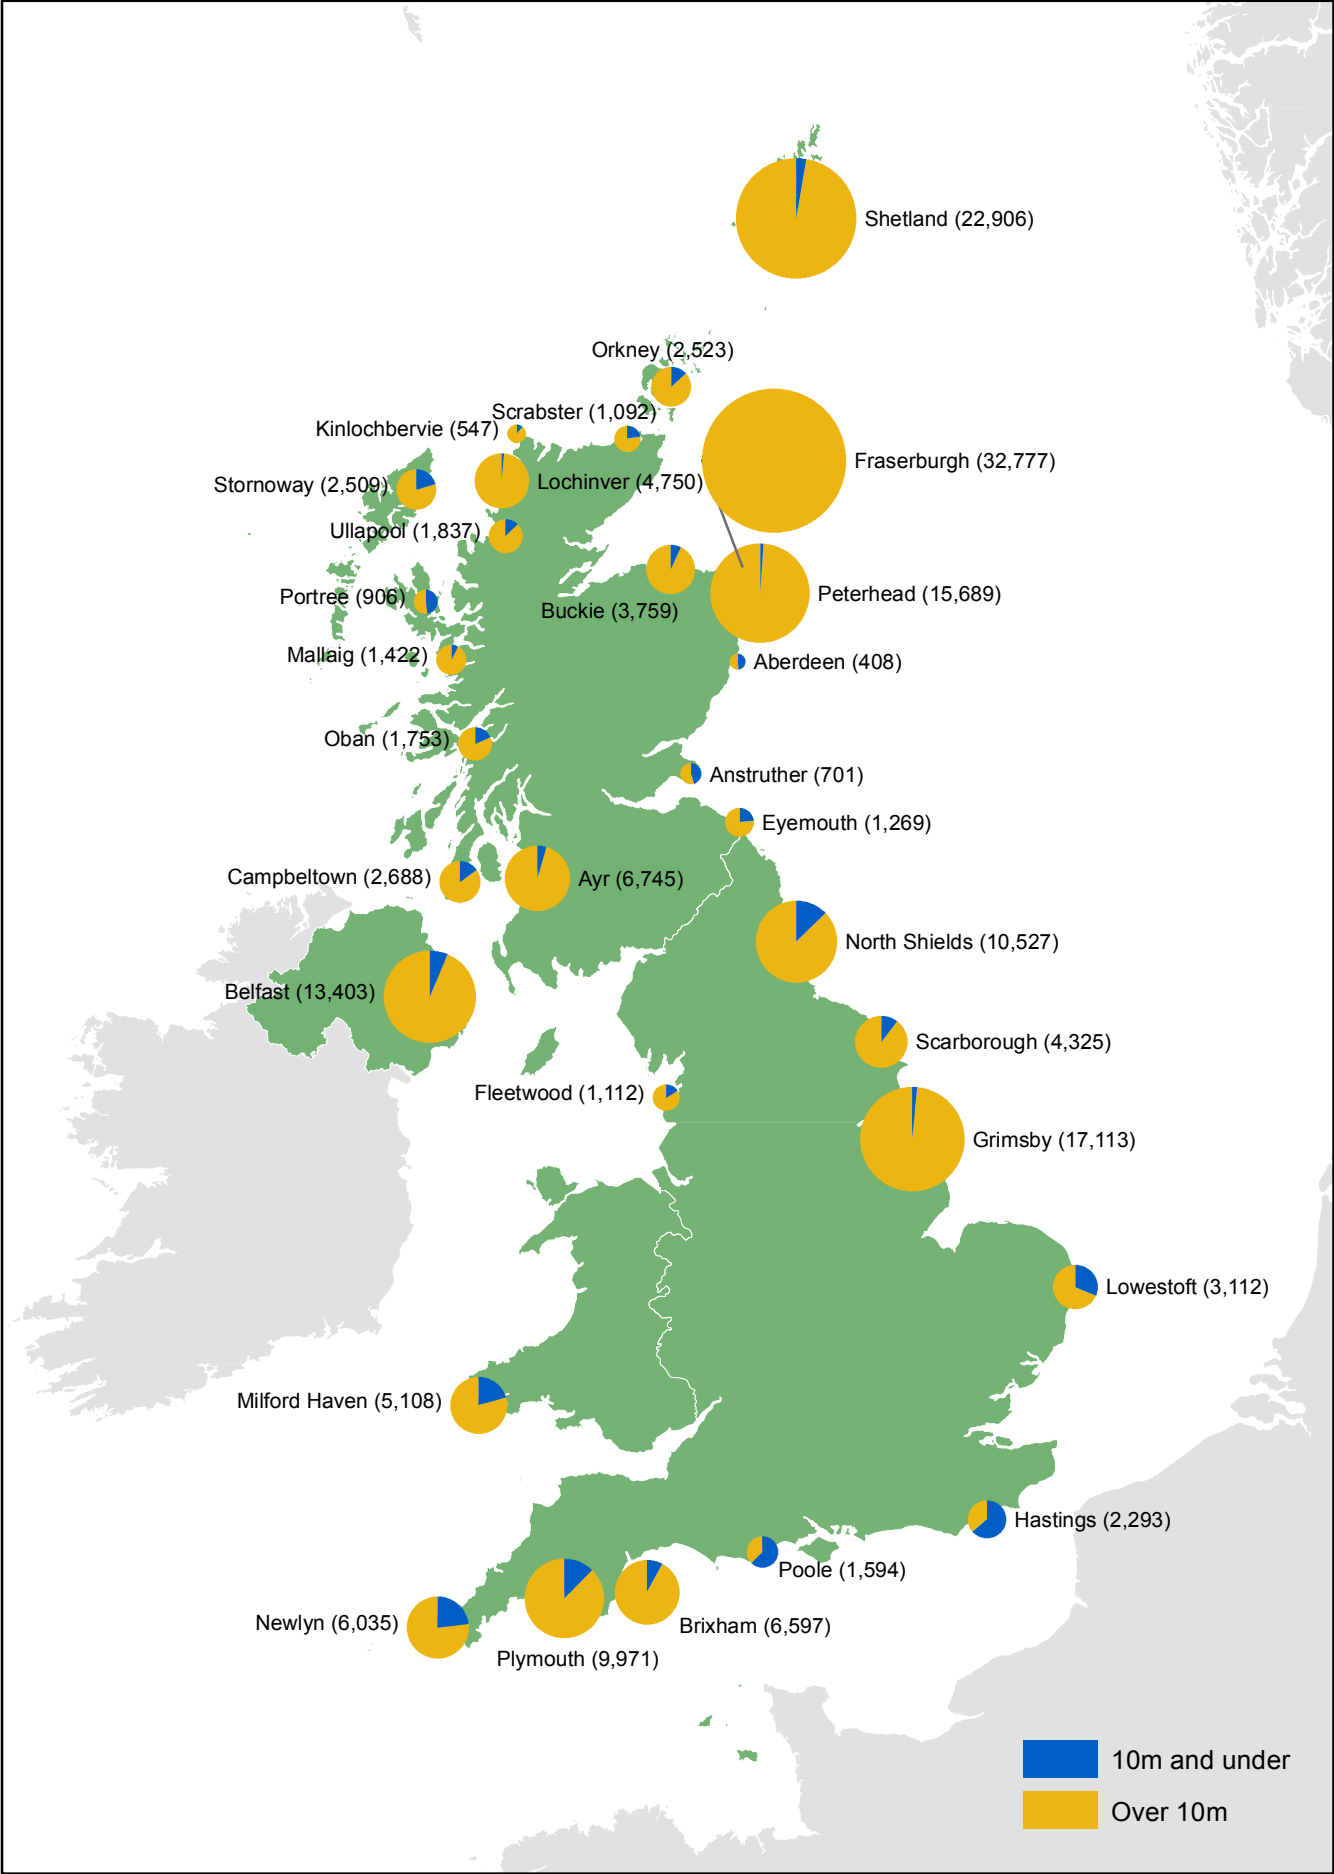 Shetland (22,906)
Orkney (2,523)
Scrabster (1,092)
Kinlochbervie (547)
Fraserburgh (32,777)
Stornoway (2,509)
Lochinver (4,750)
Ullapool (1,837)
Portree (906)
Peterhead (15,689)
Buckie (3,759)
Mallaig (1,422)
Aberdeen (408)
Oban (1,753)
Anstruther (701)
Eyemouth (1,269)
Campbeltown (2,688)
Ayr (6,745)
North Shields (10,527)
Belfast (13,403)
Scarborough (4,325)
Fleetwood (1,112)
Grimsby (17,113)
Lowestoft (3,112)
Milford Haven (5,108)
Hastings (2,293)
Poole (1,594)
Newlyn (6,035)
Brixham (6,597)
Plymouth (9,971)
10m and under
Over 10m